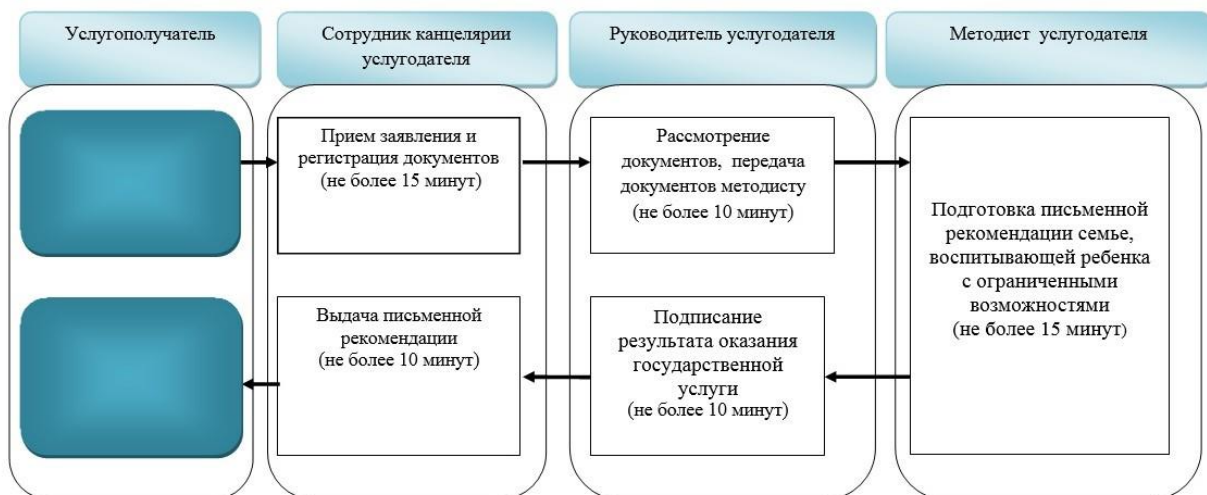 Услугополучатель
Сотрудник канцелярии
услугодателя
Руководитель услугодателя
Методист услугодателя
Прием заявления и
регистрация документов
(не более 15 минут)
Рассмотрение
документов, передача
документов методисту
(не более 10 минут)
Подготовка письменной
рекомендации семье,
воспитывающей ребенка
с ограниченными
возможностями
(не более 15 минут)
Подписание
результата оказания
государственной
услуги
(не более 10 минут)
Выдача письменной
рекомендации
(не более 10 минут)